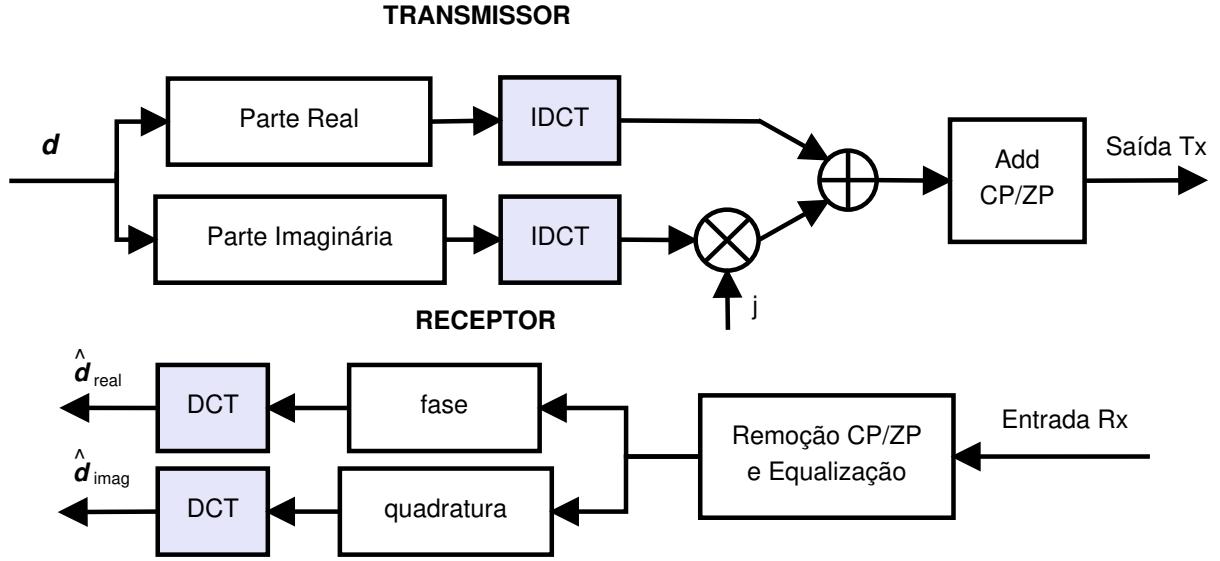 TRANSMISSOR
d
Parte Real
IDCT
Parte Imaginária
IDCT
j
Add
CP/ZP
Saída Tx
RECEPTOR
d̂ real
DCT
fase
d̂ imag
DCT
quadratura
Remoção CP/ZP
e Equalização
Entrada Rx